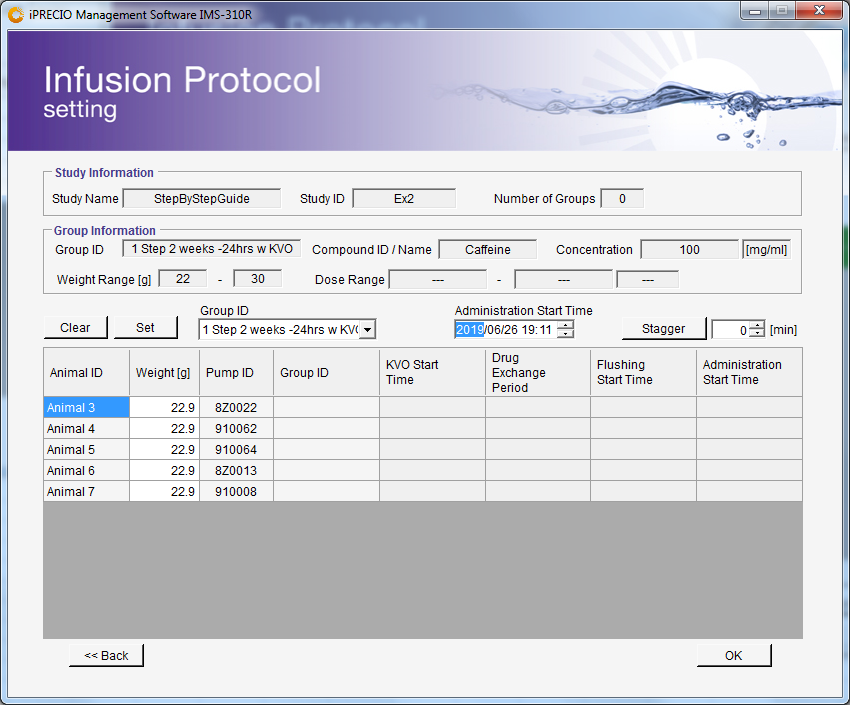 iPRECIO Management Software IMS-310R
Infusion Protocol
setting
Study Information
Study Name StepByStepGuide Study ID Ex2 Number of Groups 0
Group Information
Group ID 1 Step 2 weeks -24hrs w KVO Compound ID / Name Caffeine Concentration 100 [mg/ml]
Weight Range [g] 22 - 30 Dose Range --- - --- ---
Group ID Administration Start Time
Clear Set 1 Step 2 weeks -24hrs w KV 2019/06/26 19:11 Stagger 0 [min]
Animal ID Weight [g] Pump ID Group ID KVO Start Time Drug Exchange Period Flushing Start Time Administration Start Time
Animal 3 22.9 8Z0022
Animal 4 22.9 910062
Animal 5 22.9 910064
Animal 6 22.9 8Z0013
Animal 7 22.9 910008
<< Back OK